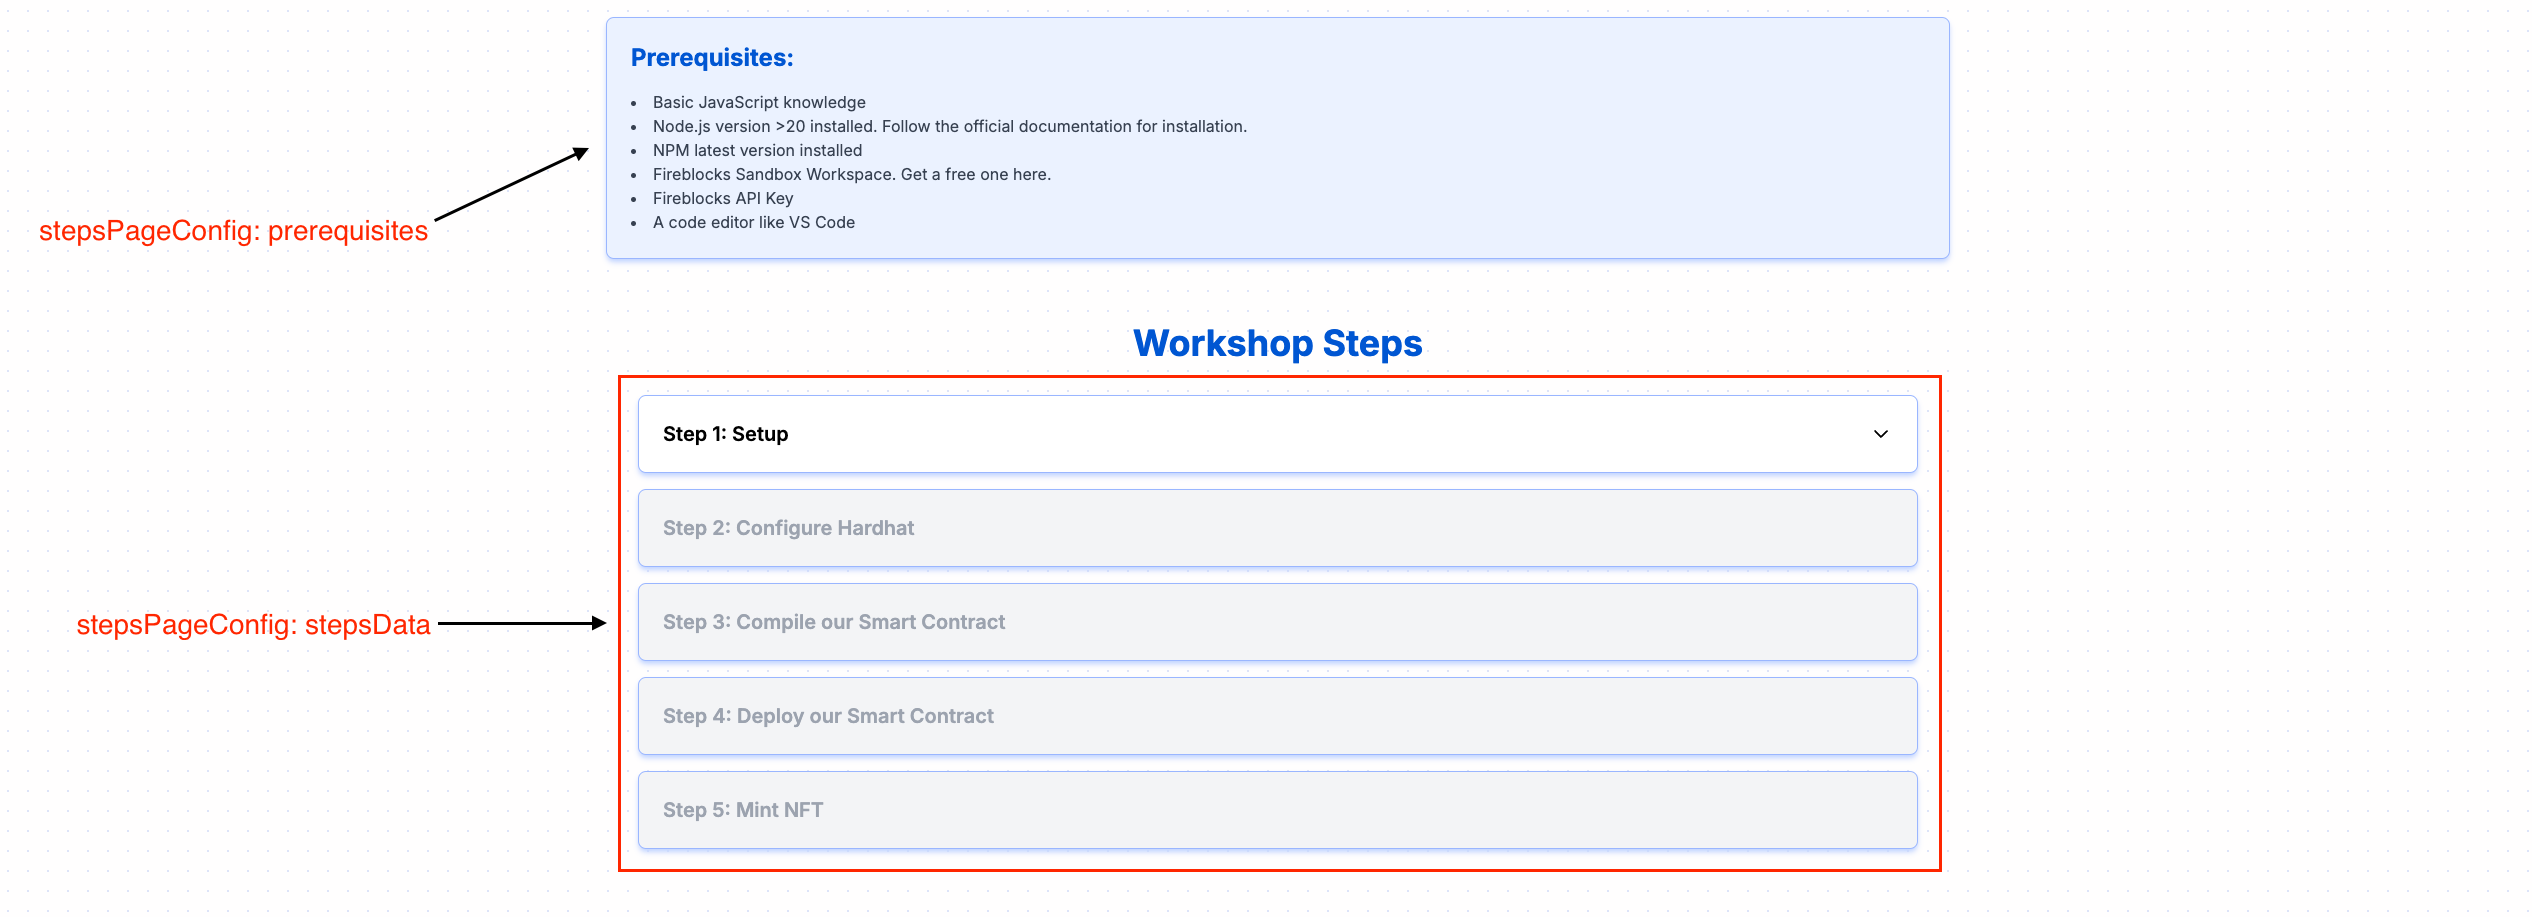 Prerequisites:
• Basic JavaScript knowledge
• Node.js version >20 installed. Follow the official documentation for installation.
• NPM latest version installed
• Fireblocks Sandbox Workspace. Get a free one here.
• Fireblocks API Key
• A code editor like VS Code
stepsPageConfig: prerequisites
Workshop Steps
Step 1: Setup
Step 2: Configure Hardhat
Step 3: Compile our Smart Contract
stepsPageConfig: stepsData
Step 4: Deploy our Smart Contract
Step 5: Mint NFT